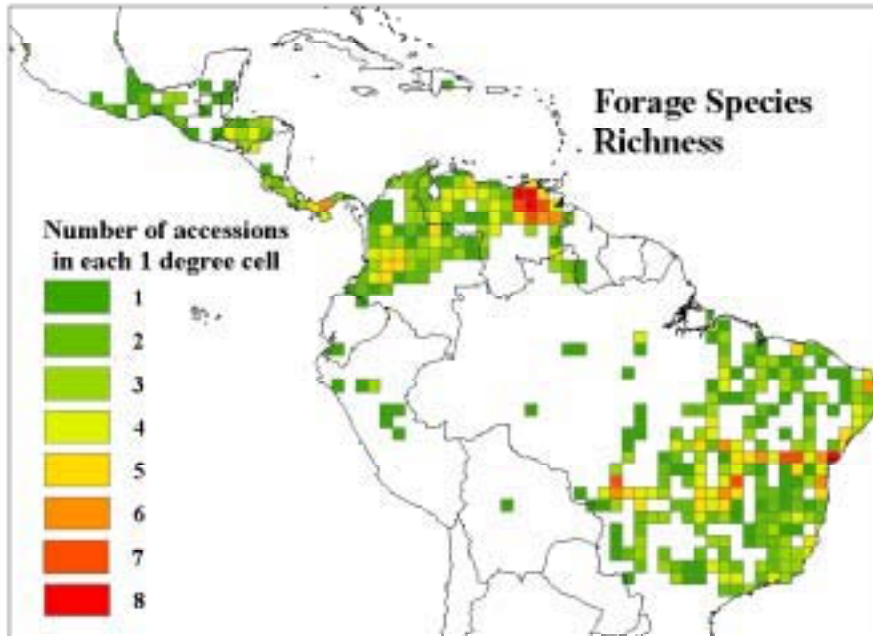 Forage Species
Richness
Number of accessions
in each 1 degree cell
1
2
3
4
5
6
7
8